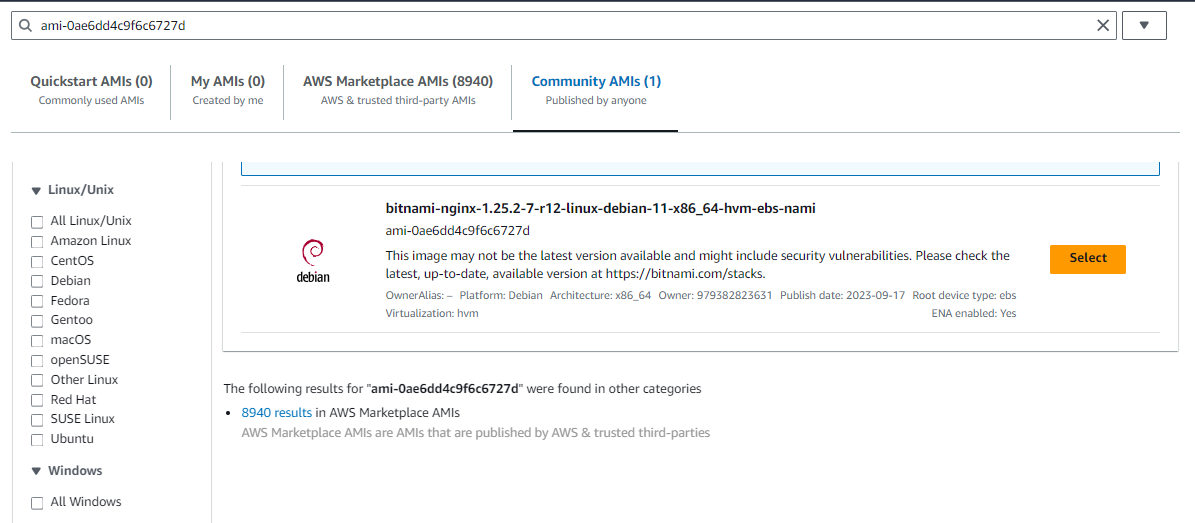 ami-0ae6dd4c9f6c6727d
Quickstart AMIs (0)
Commonly used AMIs
My AMIs (0)
Created by me
AWS Marketplace AMIs (8940)
AWS & trusted third-party AMIs
Community AMIs (1)
Published by anyone
Linux/Unix
All Linux/Unix
Amazon Linux
CentOS
Debian
Fedora
Gentoo
macOS
openSUSE
Other Linux
Red Hat
SUSE Linux
Ubuntu
Windows
All Windows
debian
bitnami-nginx-1.25.2-7-r12-linux-debian-11-x86_64-hvm-ebs-nami
ami-0ae6dd4c9f6c6727d
This image may not be the latest version available and might include security vulnerabilities. Please check the
latest, up-to-date, available version at https://bitnami.com/stacks.
OwnerAlias: – Platform: Debian Architecture: x86_64 Owner: 979382823631 Publish date: 2023-09-17 Root device type: ebs
Virtualization: hvm ENA enabled: Yes
Select
The following results for "ami-0ae6dd4c9f6c6727d" were found in other categories
• 8940 results in AWS Marketplace AMIs
AWS Marketplace AMIs are AMIs that are published by AWS & trusted third-parties